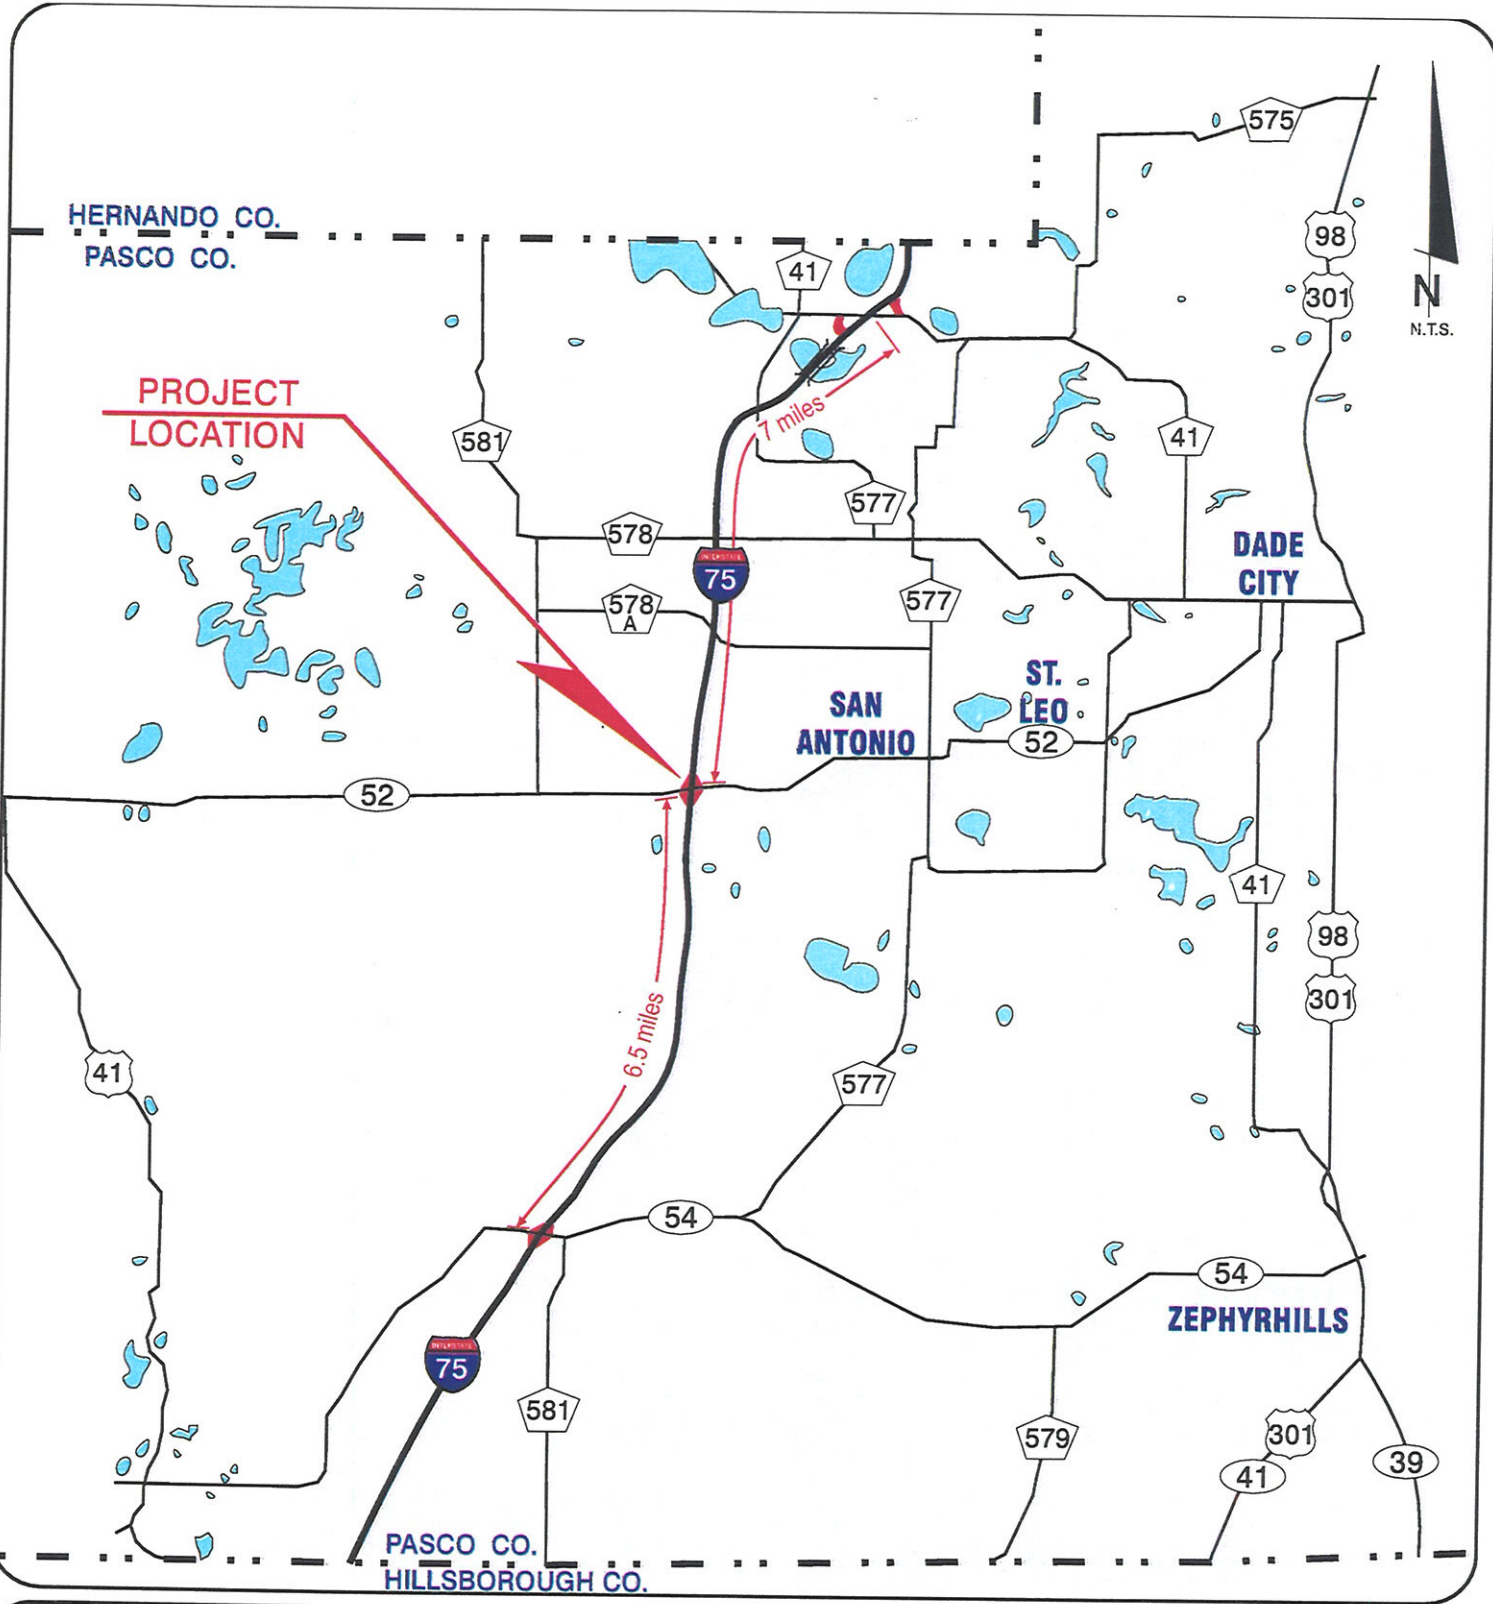 575
HERNANDO CO.
98
PASCO CO.
41
301
N
N.T.S.
PROJECT
LOCATION
7 miles
581
41
577
578
DADE
CITY
INTERSTATE
75
578
A
577
ST.
LEO
SAN
ANTONIO
52
52
41
98
301
6.5 miles
41
577
54
54
ZEPHYRHILLS
INTERSTATE
75
581
579
301
41
39
PASCO CO.
HILLSBOROUGH CO.